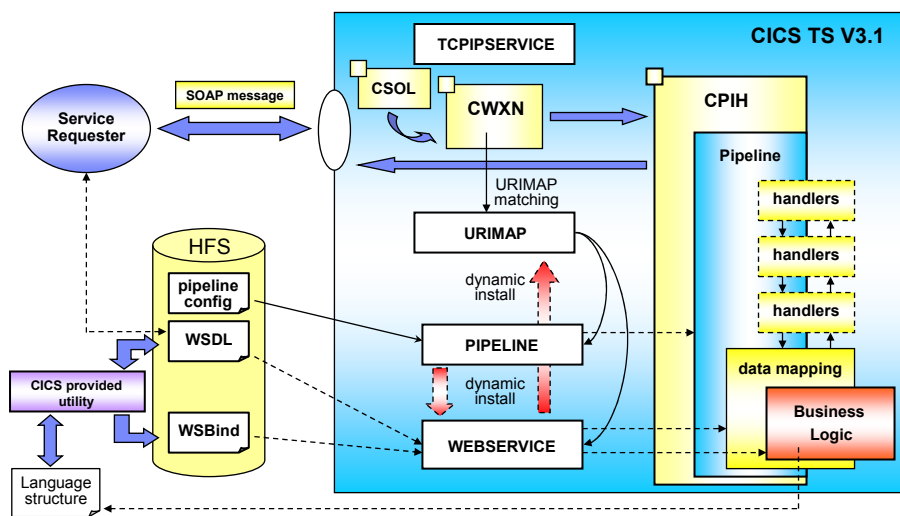 CICS TS V3.1
TCPIPSERVICE
SOAP message
CSOL
CWXN
CPIH
Service
Requester
Pipeline
URIMAP
matching
handlers
HFS
URIMAP
handlers
pipeline
config
dynamic
install
handlers
WSDL
PIPELINE
data mapping
CICS provided
utility
dynamic
install
Business
Logic
WSBind
WEBSERVICE
Language
structure